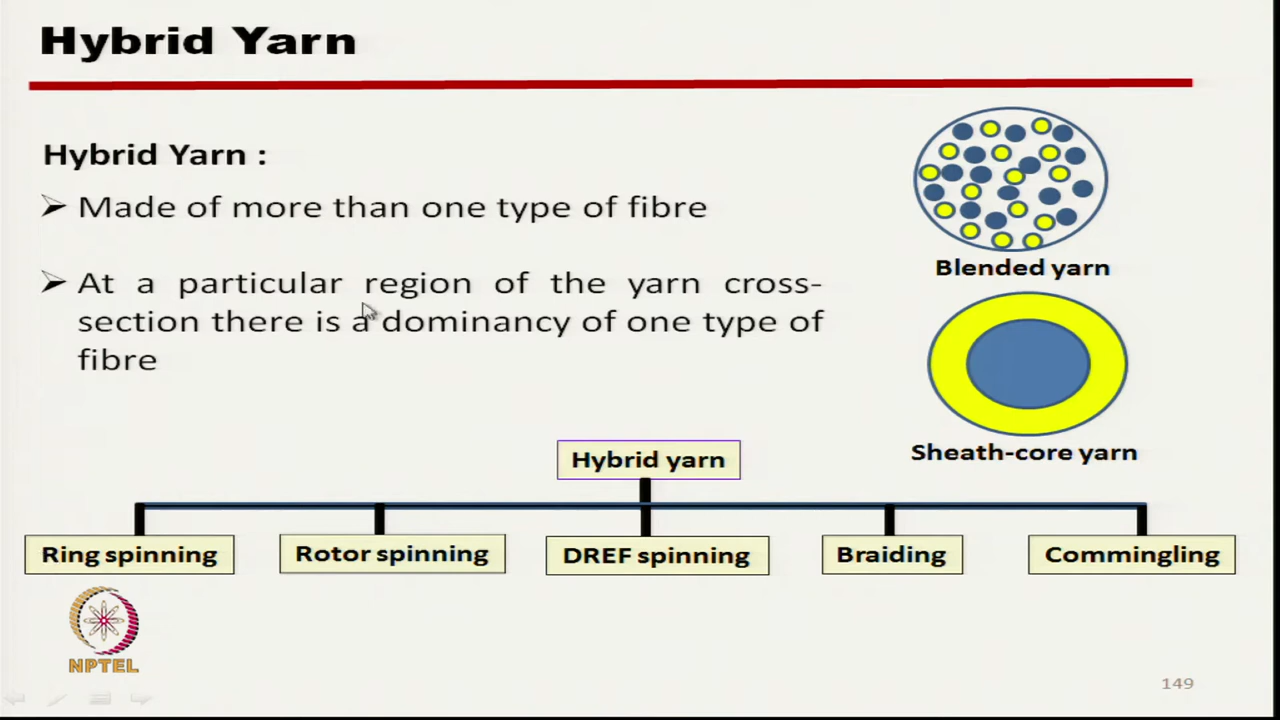 Hybrid Yarn
Hybrid Yarn :
Made of more than one type of fibre
At a particular region of the yarn cross-
section there is a dominancy of one type of
fibre
Blended yarn
Sheath-core yarn
Hybrid yarn
Ring spinning
Rotor spinning
DREF spinning
Braiding
Commingling
NPTEL
149